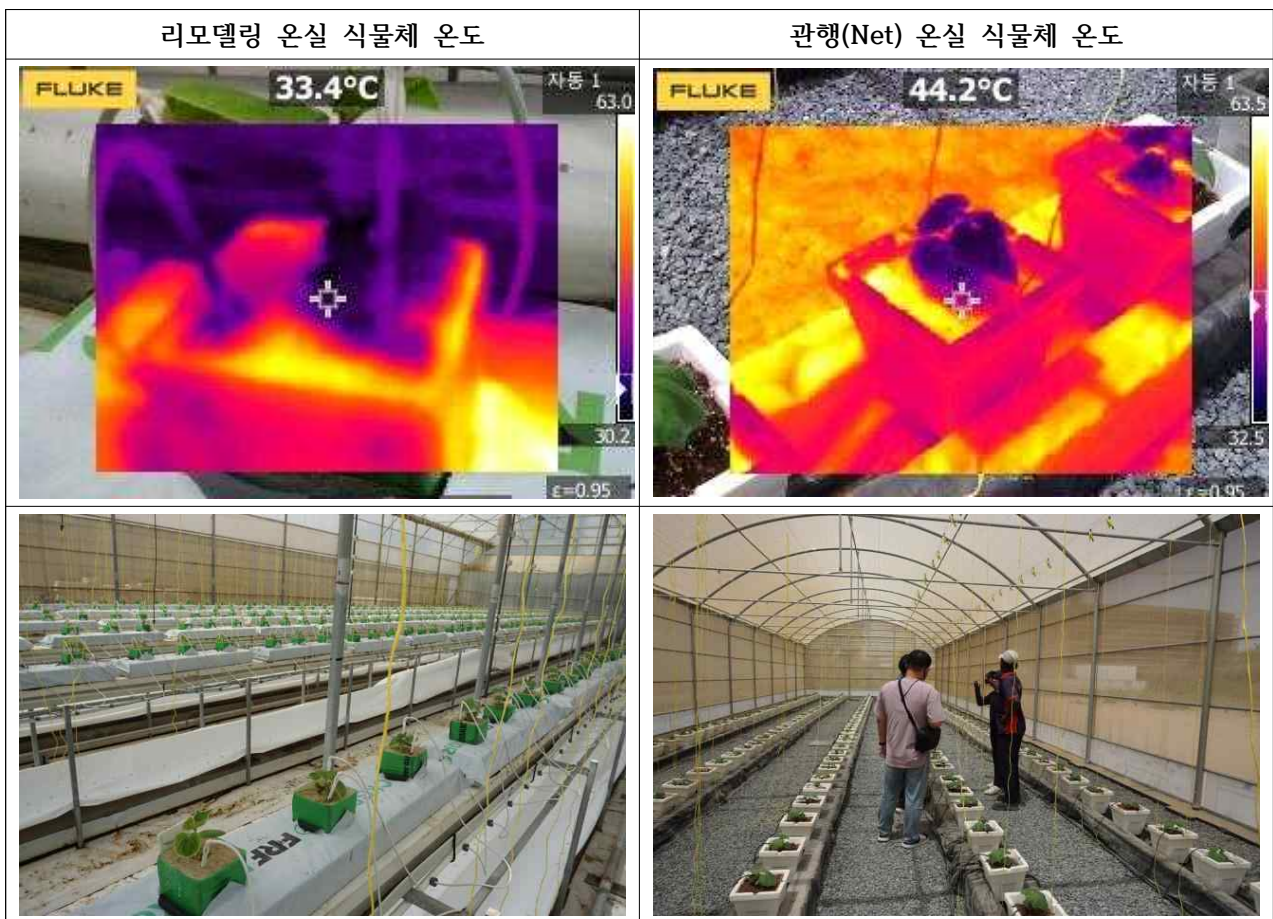 리모델링 온실 식물체 온도
관행(Net) 온실 식물체 온도
FLUKE
33.4°C
자동 1
63.0
30.2
ε=0.95
FLUKE
44.2°C
자동 1
63.5
32.5
ε=0.95
FRF